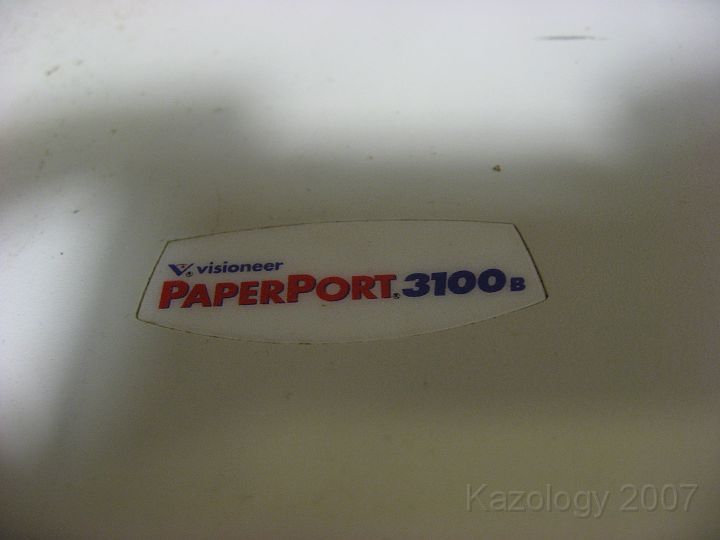 visioneer
PAPERPORT® 3100B
Kazology 2007